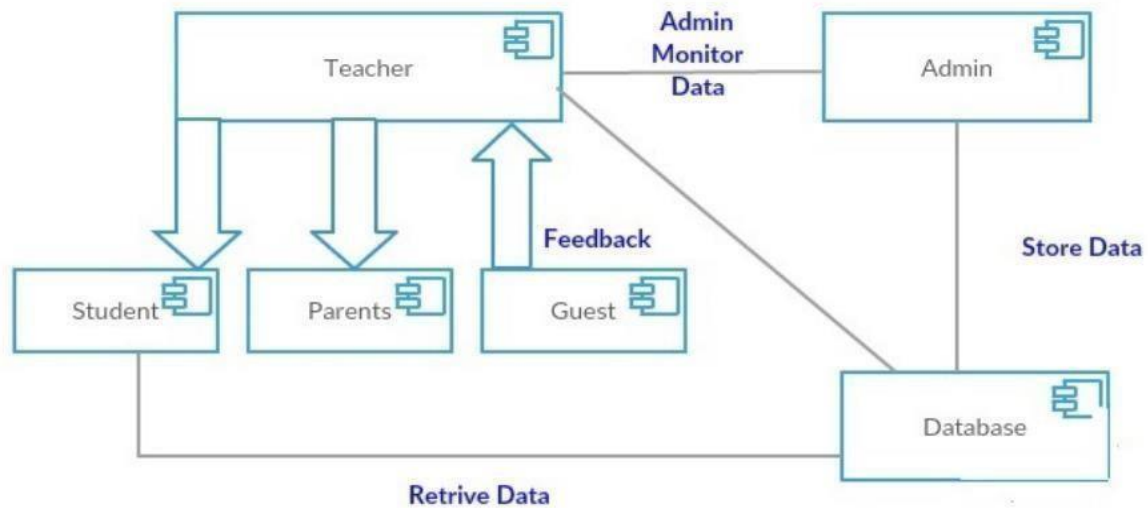 Teacher
Admin
Monitor
Data
Admin
Feedback
Store Data
Student
Parents
Guest
Database
Retrive Data